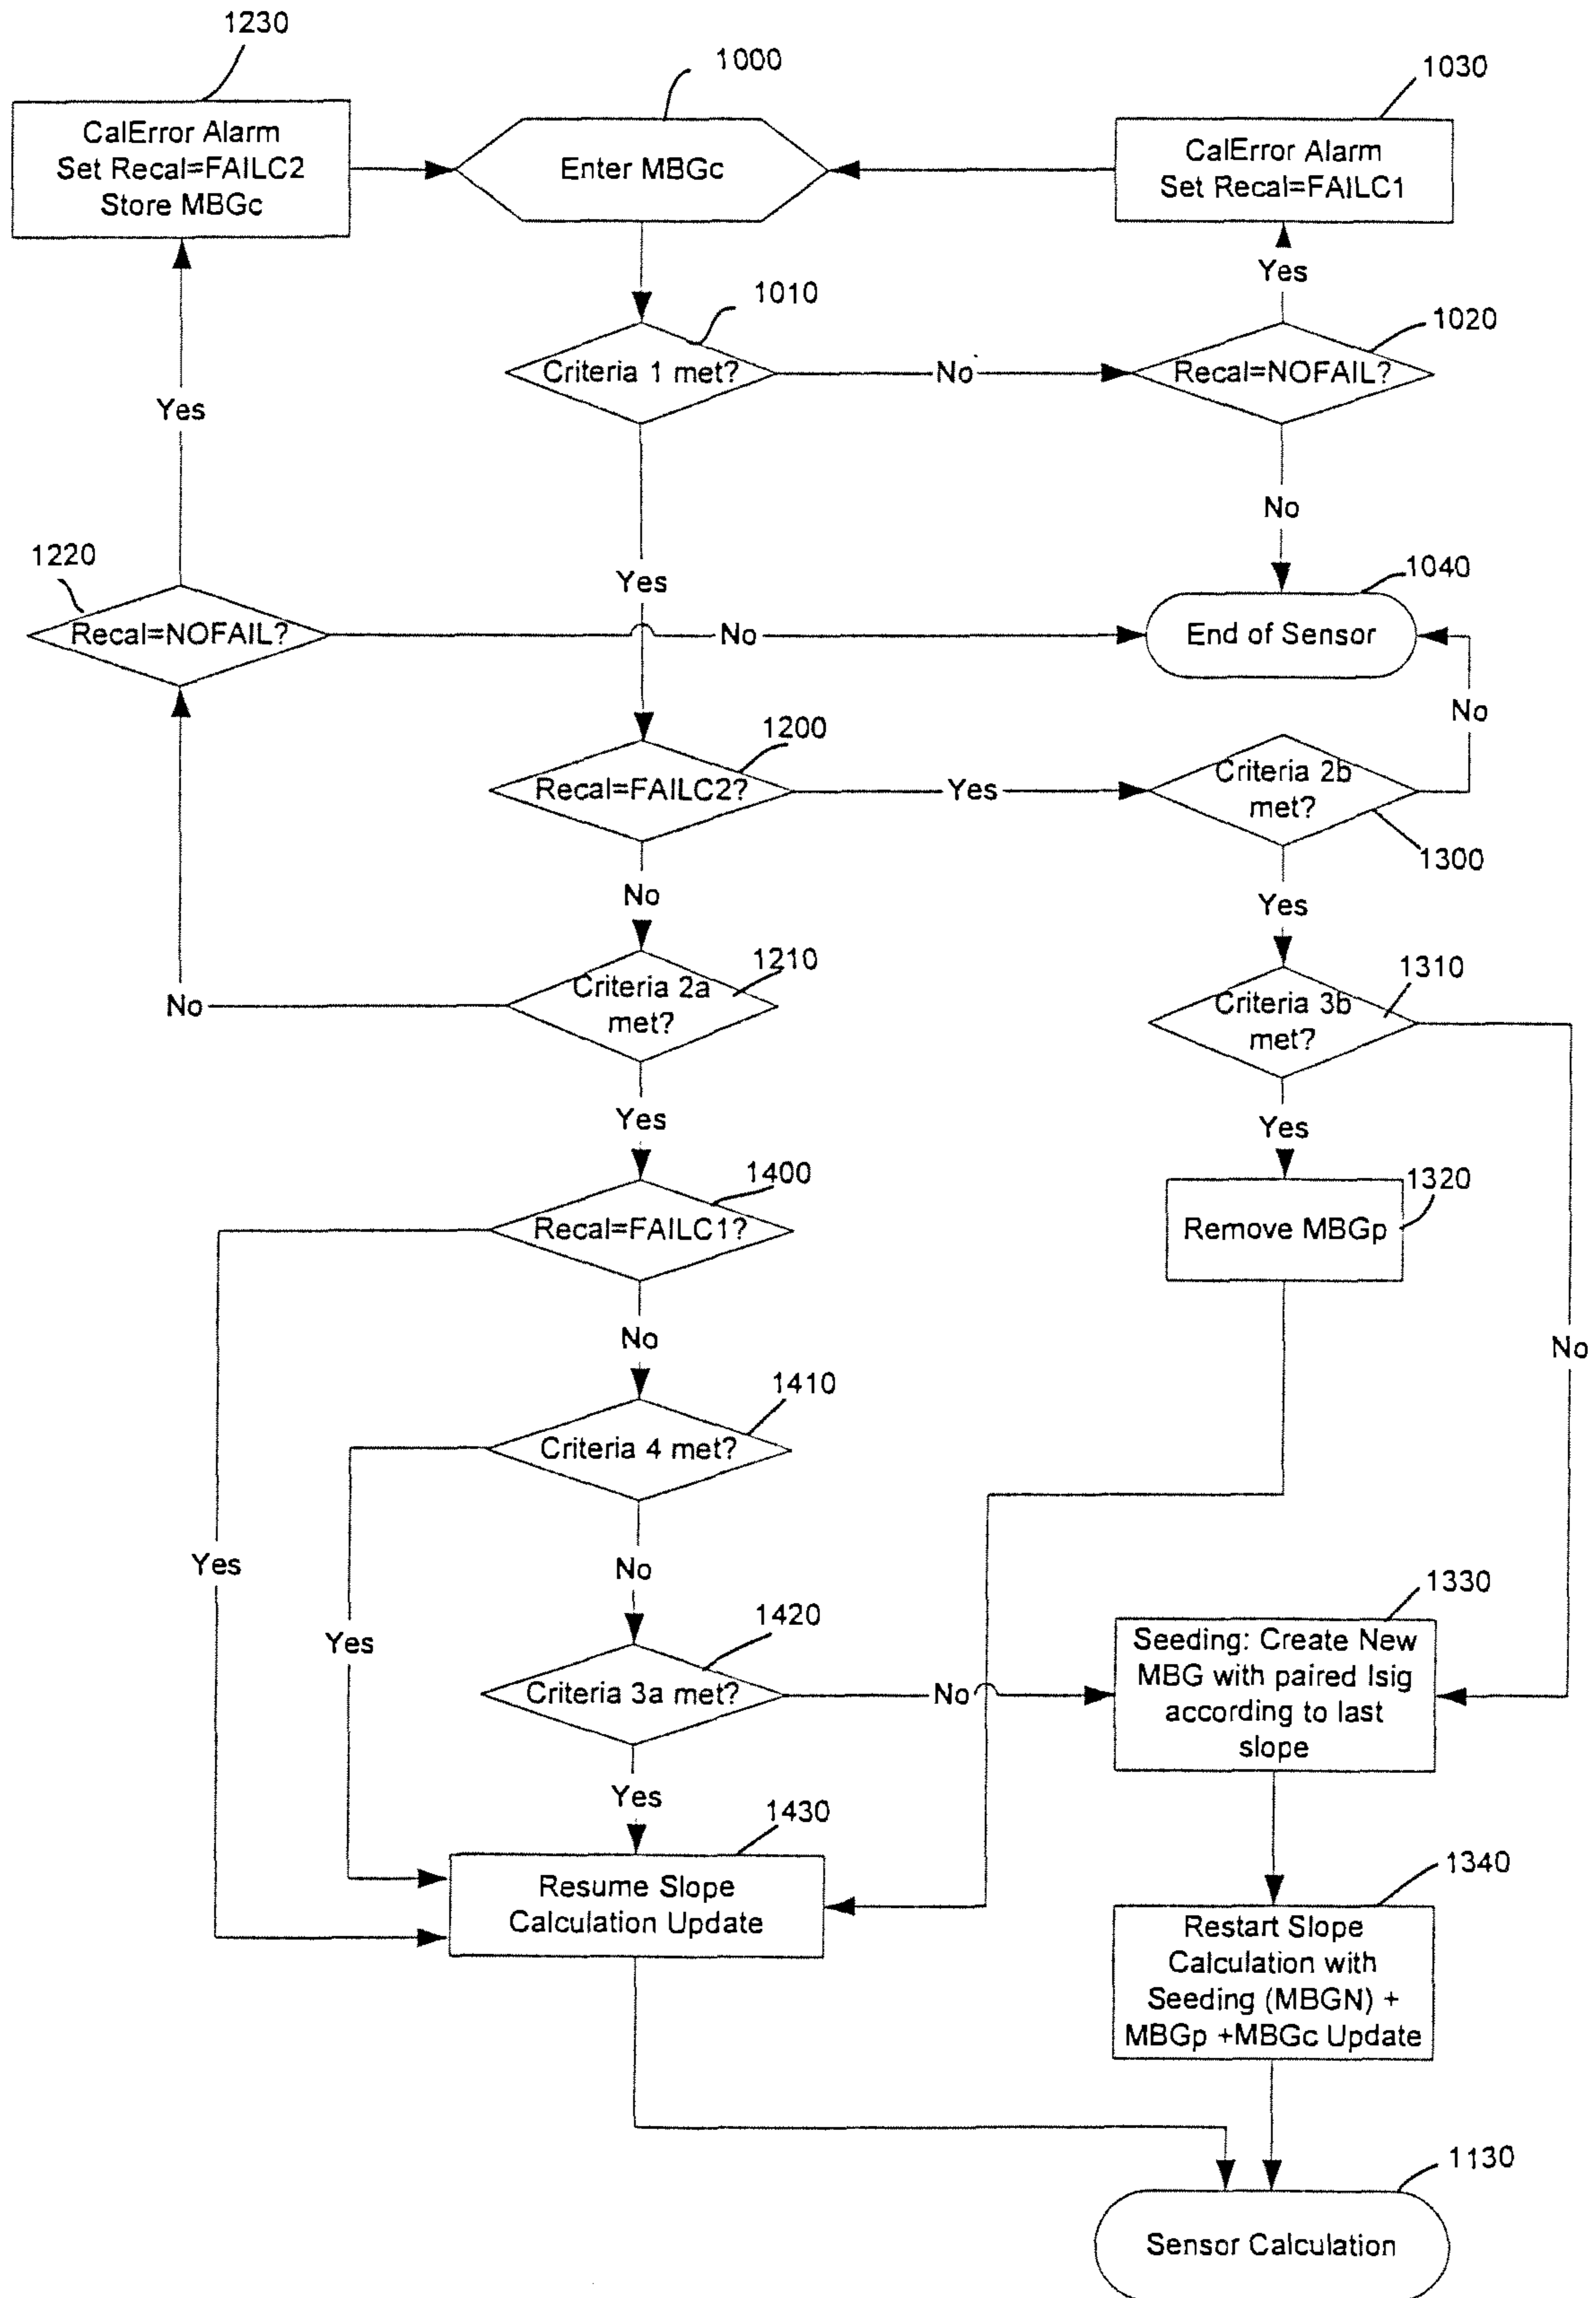 1230
1000
1030
CalError Alarm
Set Recal=FAILC2
Store MBGc
Enter MBGc
CalError Alarm
Set Recal=FAILC1
Yes
1010
1020
Criteria 1 met?
No
Recal=NOFAIL?
Yes
No
1220
Yes
1040
Recal=NOFAIL?
No
End of Sensor
No
1200
Recal=FAILC2?
Yes
Criteria 2b
met?
1300
No
Yes
1210
Criteria 2a
met?
No
1310
Criteria 3b
met?
Yes
Yes
1400
Recal=FAILC1?
1320
Remove MBGp
No
No
1410
Criteria 4 met?
Yes
No
1330
Yes
1420
Criteria 3a met?
No
Seeding: Create New
MBG with paired Isig
according to last
slope
Yes
1430
Resume Slope
Calculation Update
1340
Restart Slope
Calculation with
Seeding (MBGN) +
MBGp +MBGc Update
1130
Sensor Calculation